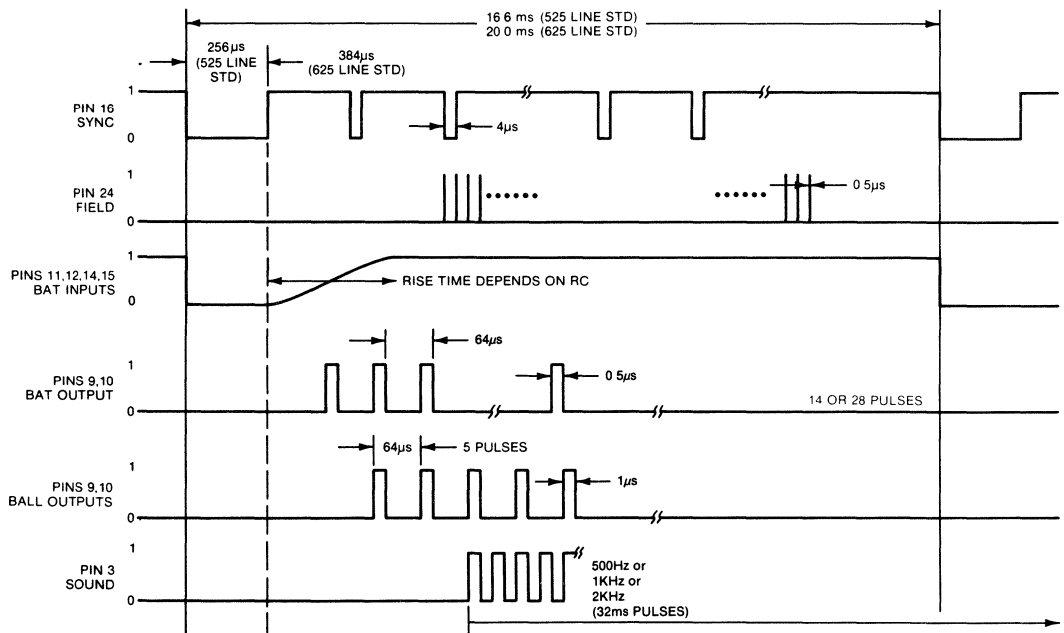 16 6 ms (525 LINE STD)
20 0 ms (625 LINE STD)
256μs
(525 LINE
STD)
384μs
(625 LINE STD)
PIN 16
SYNC
1
0
4μs
PIN 24
FIELD
1
0
0 5μs
PINS 11,12,14,15
BAT INPUTS
1
0
RISE TIME DEPENDS ON RC
64μs
PINS 9,10
BAT OUTPUT
1
0
0 5μs
14 OR 28 PULSES
64μs
5 PULSES
PINS 9,10
BALL OUTPUTS
1
0
1μs
PIN 3
SOUND
1
0
500Hz or
1KHz or
2KHz
(32ms PULSES)